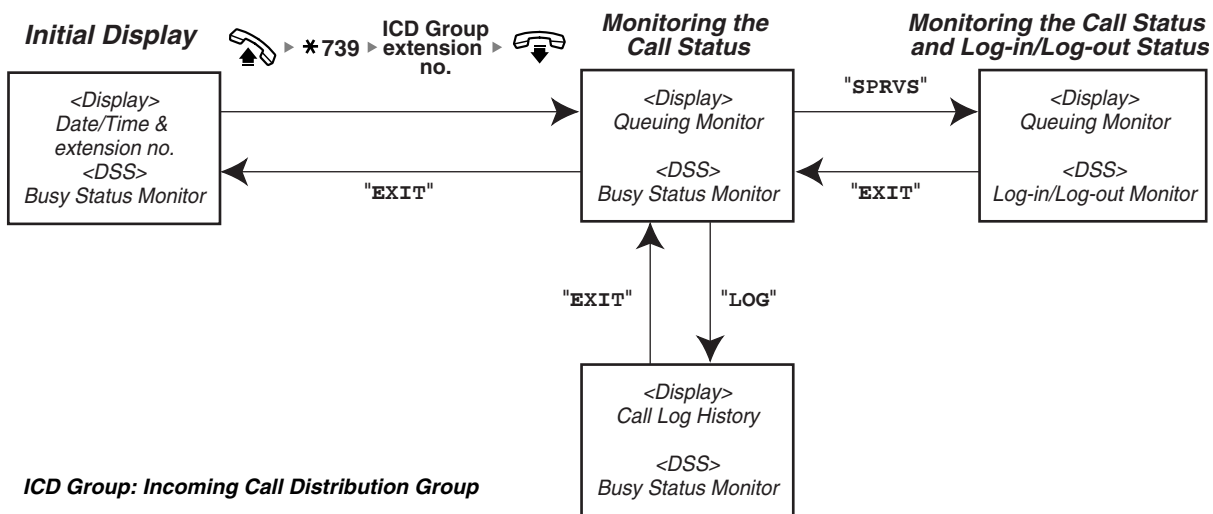 Initial Display
*739
ICD Group
extension
no.
Monitoring the
Call Status
Monitoring the Call Status
and Log-in/Log-out Status
<Display>
Date/Time &
extension no.
<DSS>
Busy Status Monitor
"EXIT"
<Display>
Queuing Monitor
<DSS>
Busy Status Monitor
"SPRVS"
"EXIT"
<Display>
Queuing Monitor
<DSS>
Log-in/Log-out Monitor
"EXIT"
"LOG"
<Display>
Call Log History
<DSS>
Busy Status Monitor
ICD Group: Incoming Call Distribution Group